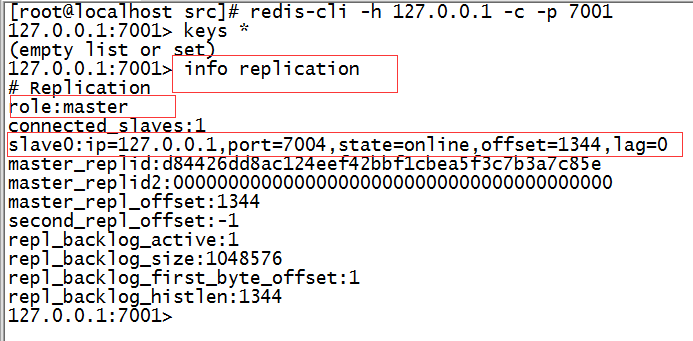 [root@localhost src]# redis-cli -h 127.0.0.1 -c -p 7001
127.0.0.1:7001> keys *
(empty list or set)
127.0.0.1:7001> info replication
# Replication
role:master
connected_slaves:1
slave0:ip=127.0.0.1,port=7004,state=online,offset=1344,lag=0
master_replid:d84426dd8ac124eef42bbf1cbea5f3c7b3a7c85e
master_replid2:0000000000000000000000000000000000000000
master_repl_offset:1344
second_repl_offset:-1
repl_backlog_active:1
repl_backlog_size:1048576
repl_backlog_first_byte_offset:1
repl_backlog_histlen:1344
127.0.0.1:7001>